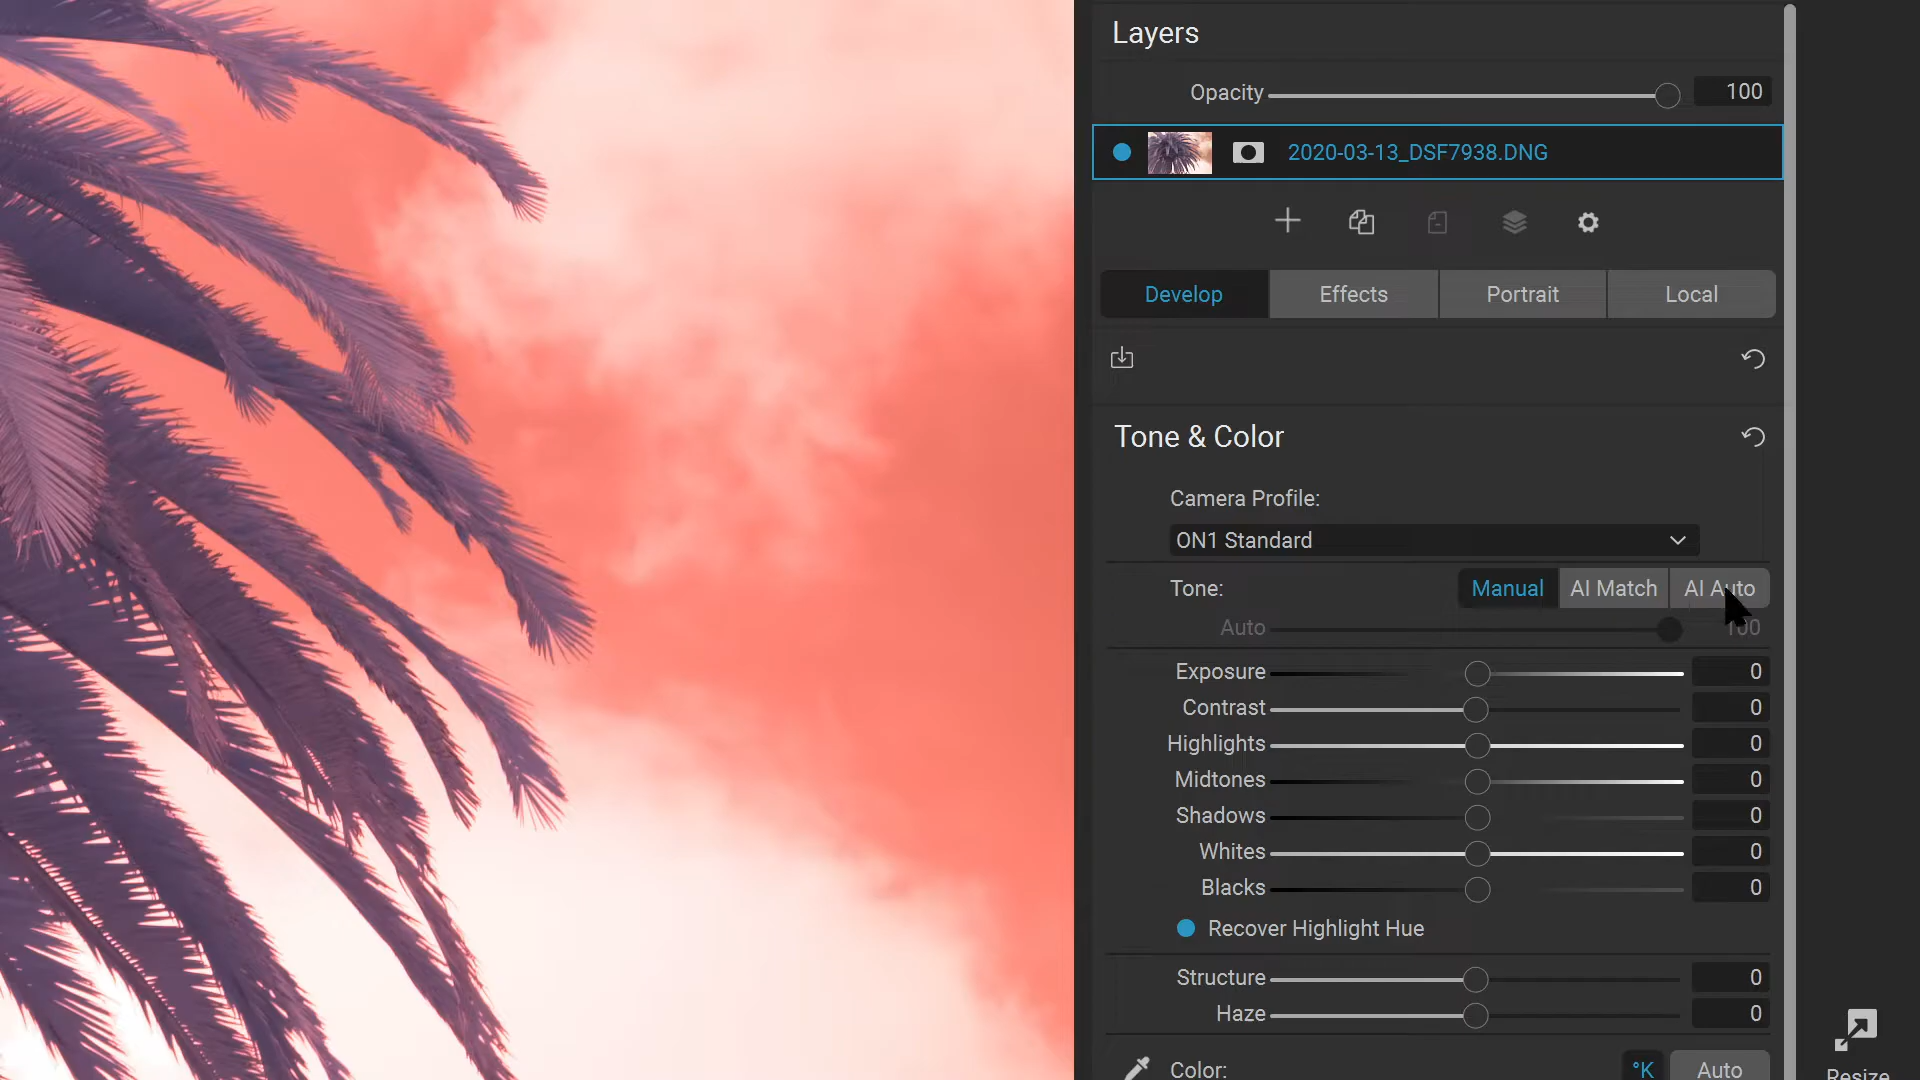 Layers
Opacity 100
2020-03-13_DSF7938.DNG
Develop Effects Portrait Local
Tone & Color
Camera Profile:
ON1 Standard
Tone: Manual AI Match AI Auto
Auto 100
Exposure 0
Contrast 0
Highlights 0
Midtones 0
Shadows 0
Whites 0
Blacks 0
Recover Highlight Hue
Structure 0
Haze 0
Color: °K Auto
Resize